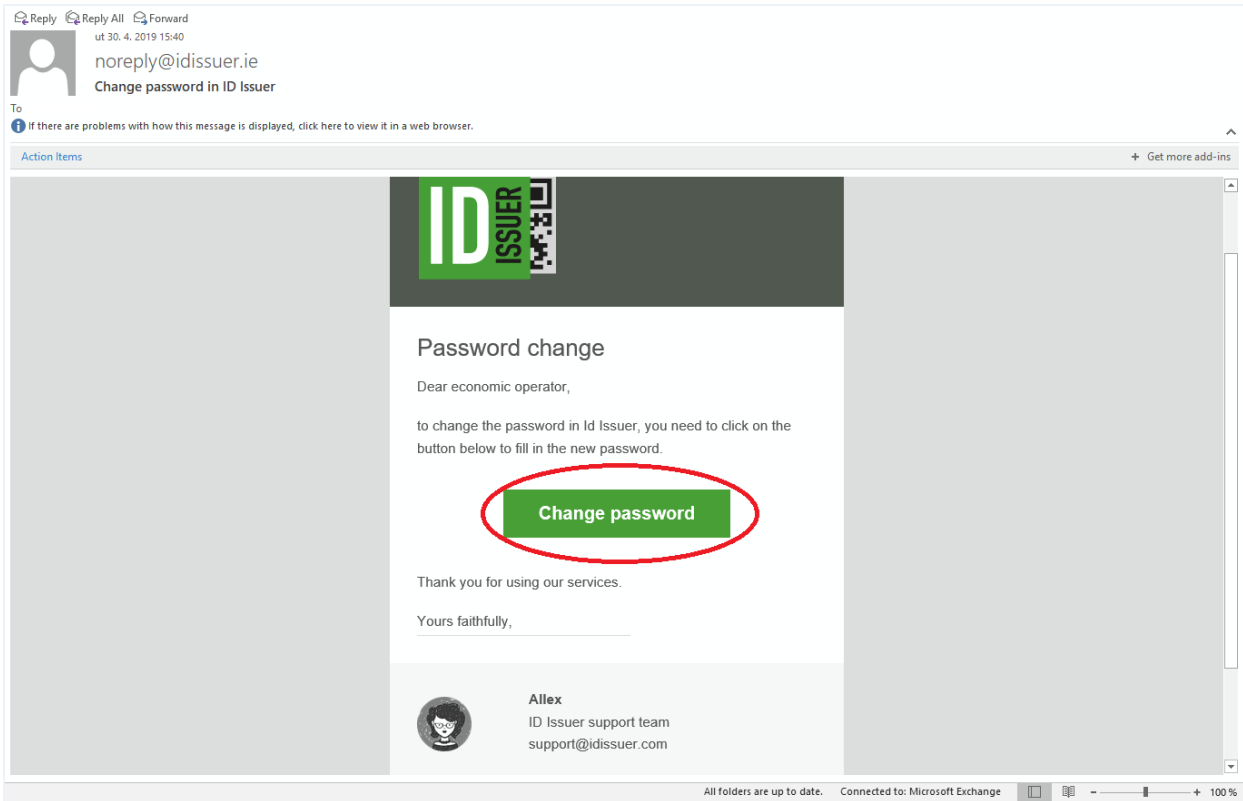 Reply Reply All Forward
ut 30. 4. 2019 15:40
noreply@idissuer.ie
Change password in ID Issuer
To
If there are problems with how this message is displayed, click here to view it in a web browser.
Action Items + Get more add-ins
ID ISSUER
Password change
Dear economic operator,
to change the password in Id Issuer, you need to click on the
button below to fill in the new password.
Change password
Thank you for using our services.
Yours faithfully,
Allex
ID Issuer support team
support@idissuer.com
All folders are up to date. Connected to: Microsoft Exchange - + 100 %